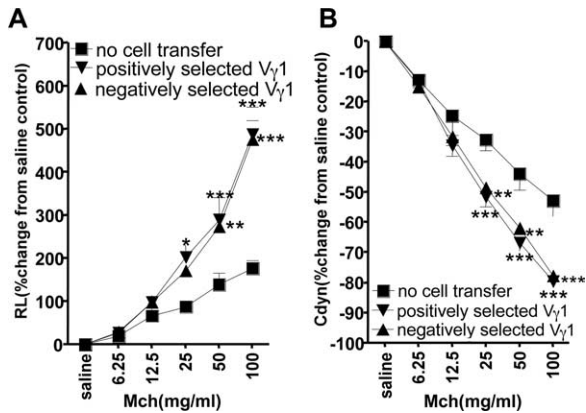 A
RL(%change from saline control)
700
600
500
400
300
200
100
0
no cell transfer
positively selected Vγ1
negatively selected Vγ1
***
***
***
**
*
saline
6.25
12.5
25
50
100
Mch(mg/ml)
B
Cdyn(%change from saline control)
0
-10
-20
-30
-40
-50
-60
-70
-80
-90
-100
**
***
**
***
***
***
no cell transfer
positively selected Vγ1
negatively selected Vγ1
saline
6.25
12.5
25
50
100
Mch(mg/ml)